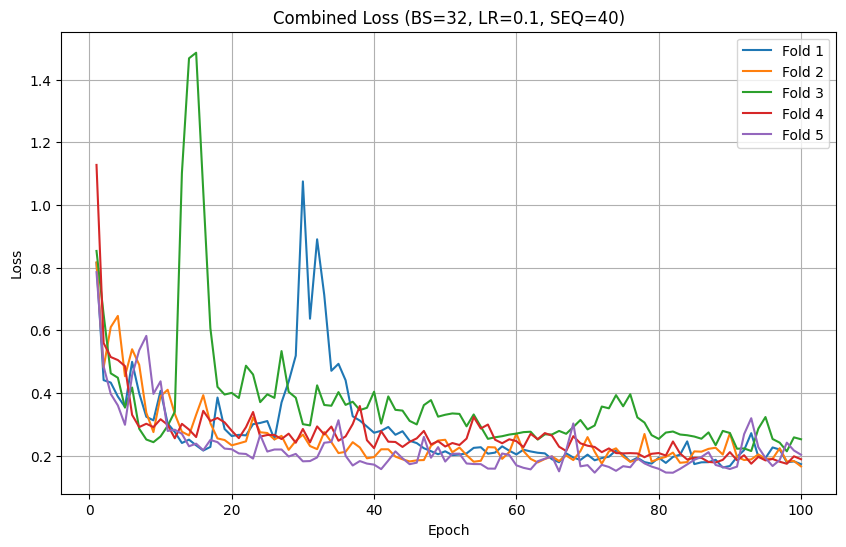 Combined Loss (BS=32, LR=0.1, SEQ=40)
Fold 1
Fold 2
Fold 3
Fold 4
Fold 5
Loss
1.4
1.2
1.0
0.8
0.6
0.4
0.2
0 20 40 60 80 100
Epoch